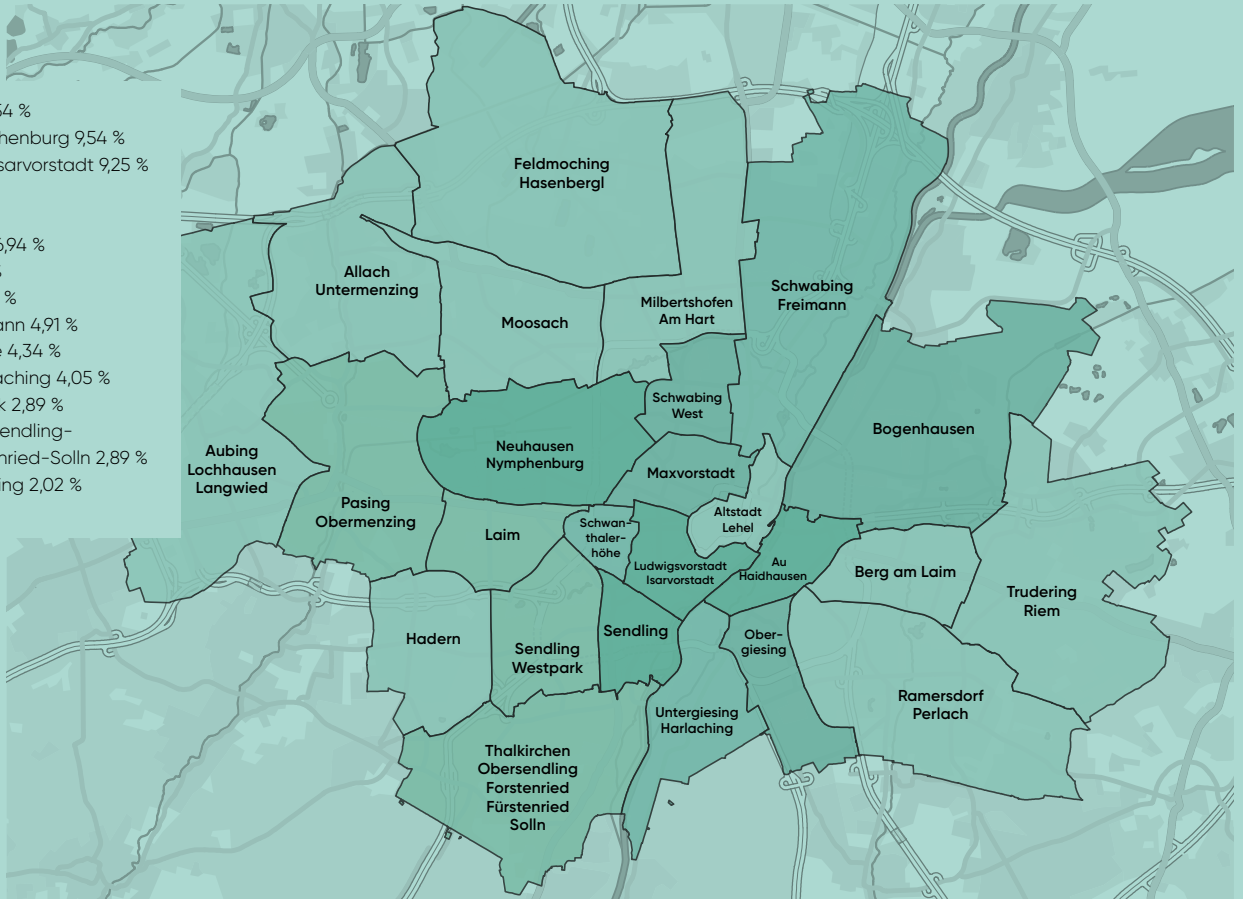 54 %
henburg 9,54 %
sarvorstadt 9,25 %
6,94 %
%
%
ann 4,91 %
e 4,34 %
aching 4,05 %
k 2,89 %
endling-
nried-Solln 2,89 %
ing 2,02 %
Feldmoching
Hasenbergl
Allach
Untermenzing
Moosach
Milbertshofen
Am Hart
Schwabing
Freimann
Schwabing
West
Bogenhausen
Neuhausen
Nymphenburg
Maxvorstadt
Aubing
Lochhausen
Langwied
Pasing
Obermenzing
Laim
Schwan-
thaler-
höhe
Altstadt
Lehel
Ludwigsvorstadt
Isarvorstadt
Au
Haidhausen
Berg am Laim
Trudering
Riem
Hadern
Sendling
Westpark
Sendling
Ober-
giesing
Ramersdorf
Perlach
Untergiesing
Harlaching
Thalkirchen
Obersendling
Forstenried
Fürstenried
Solln